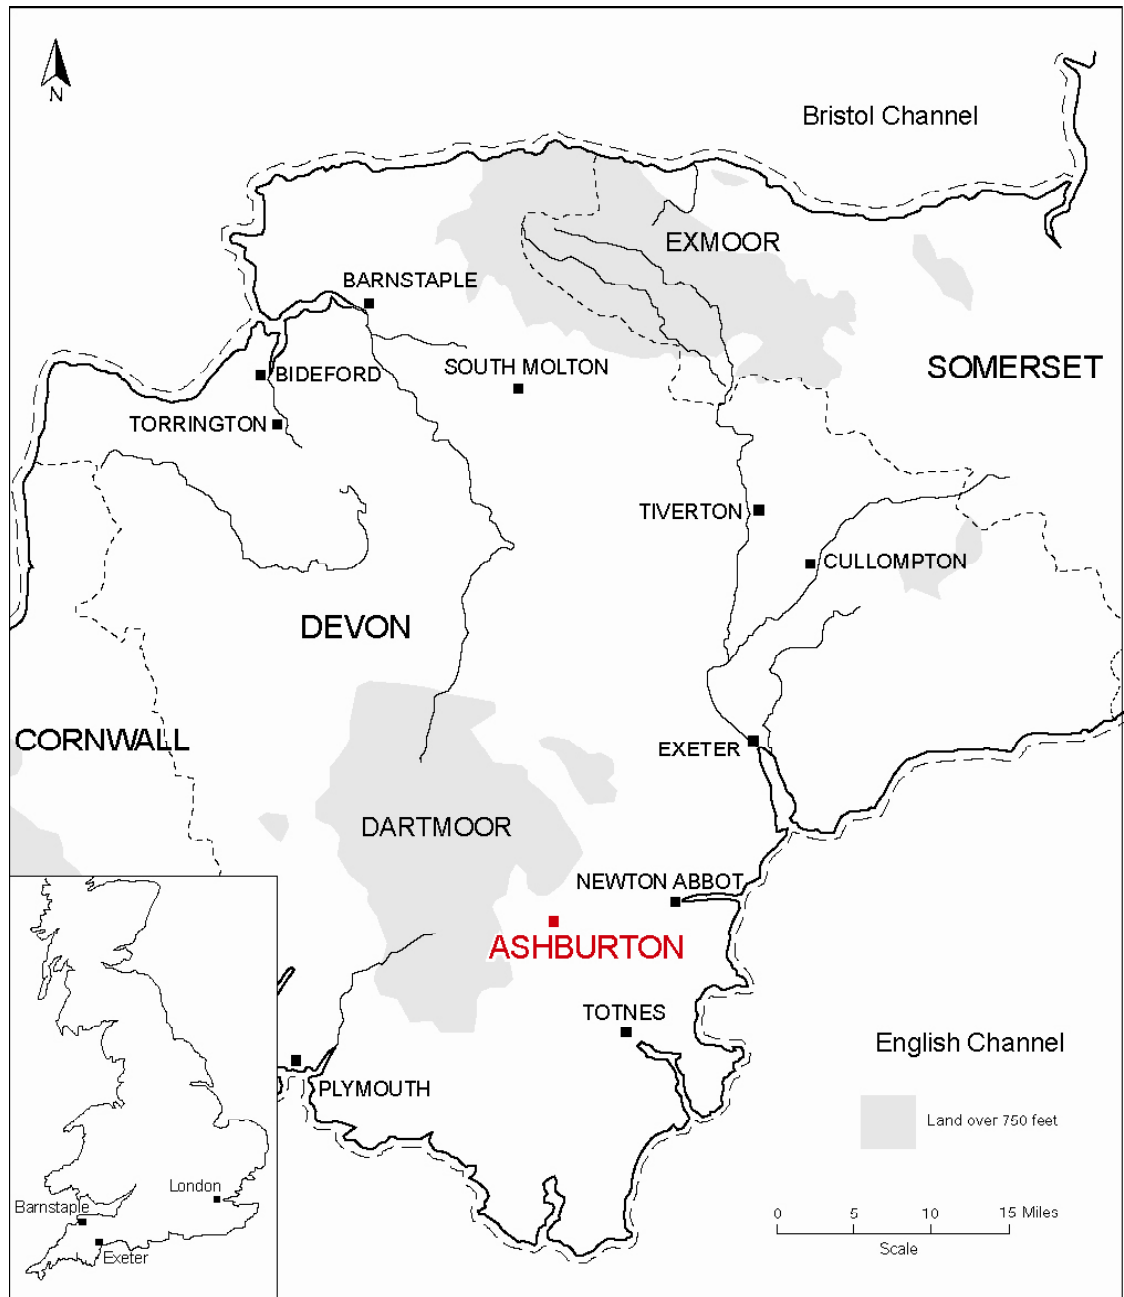 N
Bristol Channel
EXMOOR
BARNSTAPLE
SOUTH MOLTON
SOMERSET
BIDEFORD
TORRINGTON
TIVERTON
CULLOMPTON
DEVON
CORNWALL
EXETER
DARTMOOR
NEWTON ABBOT
ASHBURTON
TOTNES
English Channel
PLYMOUTH
Land over 750 feet
London
Barnstaple
Exeter
0 5 10 15 Miles
Scale